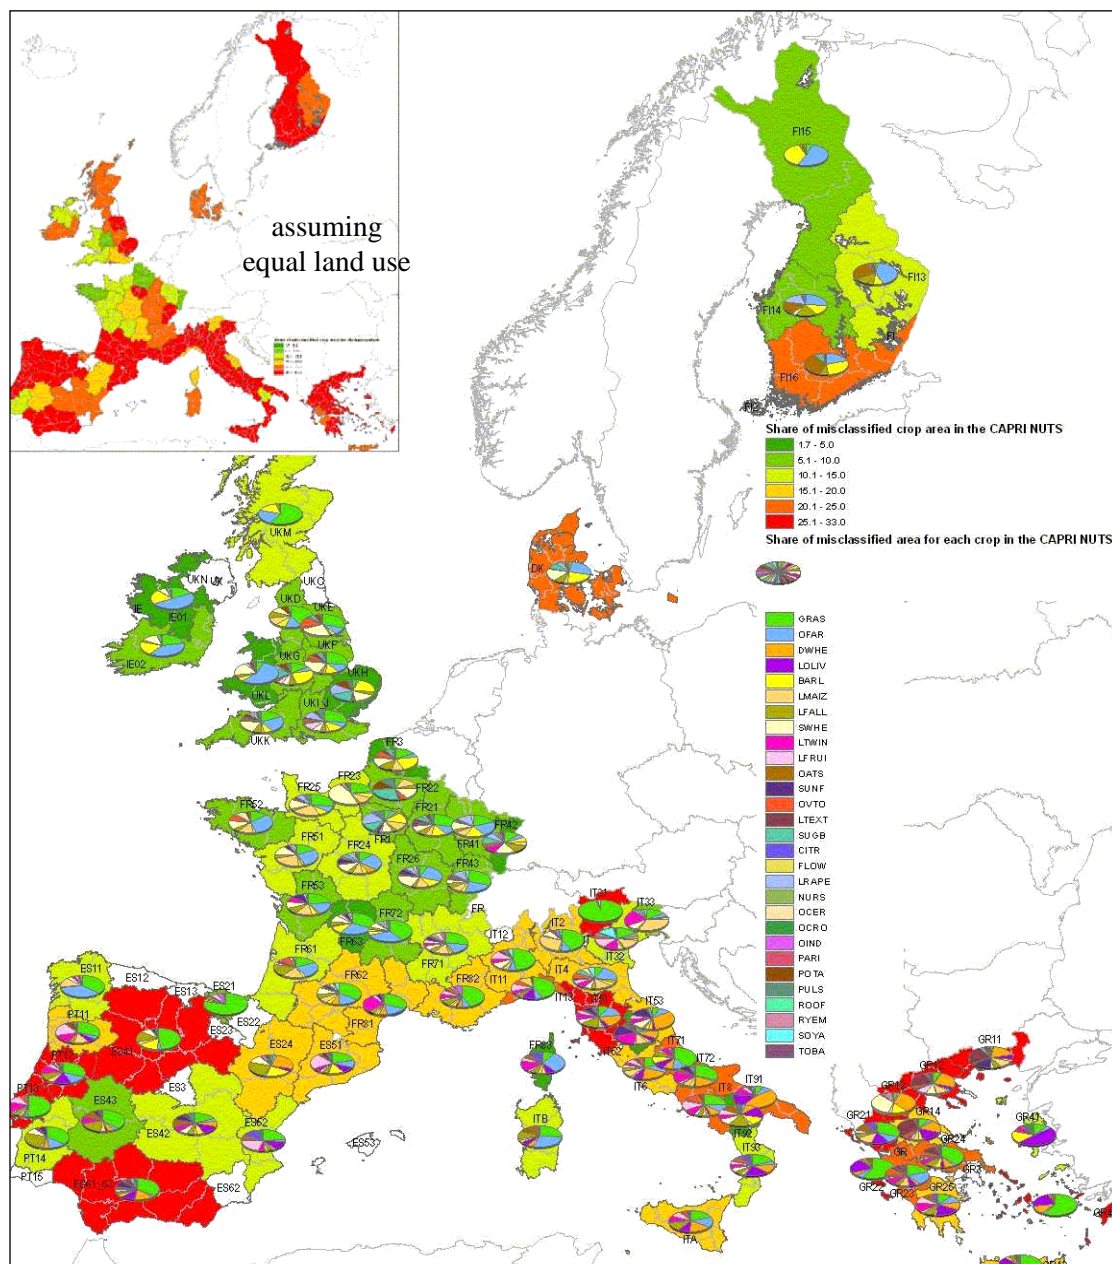 assuming
equal land use
FI15
FI13
FI14
FI16
Share of misclassified crop area in the CAPRI NUTS
1.7 - 5.0
5.1 - 10.0
10.1 - 15.0
15.1 - 20.0
20.1 - 25.0
25.1 - 33.0
Share of misclassified area for each crop in the CAPRI NUTS
GRAS
OFAR
DWHE
LOLIV
BARL
LMAIZ
LFALL
SWHE
LTWIN
LFRUI
OATS
SUNF
OVTO
LTEXT
SUGB
CITR
FLOW
LRAPE
NURS
OCER
OCRO
OIND
PARI
POTA
PULS
ROOF
RYEM
SOYA
TOBA
UKM
UKN
UKC
DK
IE
IE01
UKD
UKE
IE02
UKG
UKF
UKL
UKH
UKI_J
UKK
FR3
FR23
FR22
FR25
FR52
FR21
FR42
FR41
FR1
FR51
FR24
FR26
FR43
FR53
FR72
FR
FR63
IT31
IT33
IT2
IT12
IT32
FR71
FR61
FR62
FR82
IT11
IT4
IT13
ES11
ES12
ES13
ES21
ES22
ES23
PT11
FR81
IT53
IT52
IT71
IT72
FR83
ES24
ES51
IT6
IT8
IT91
GR11
ES3
ES43
ES42
ES52
ES53
ITB
IT92
IT93
GR21
GR14
GR41
GR24
GR
PT14
PT15
ES62
GR22
GR23
GR25
ITA